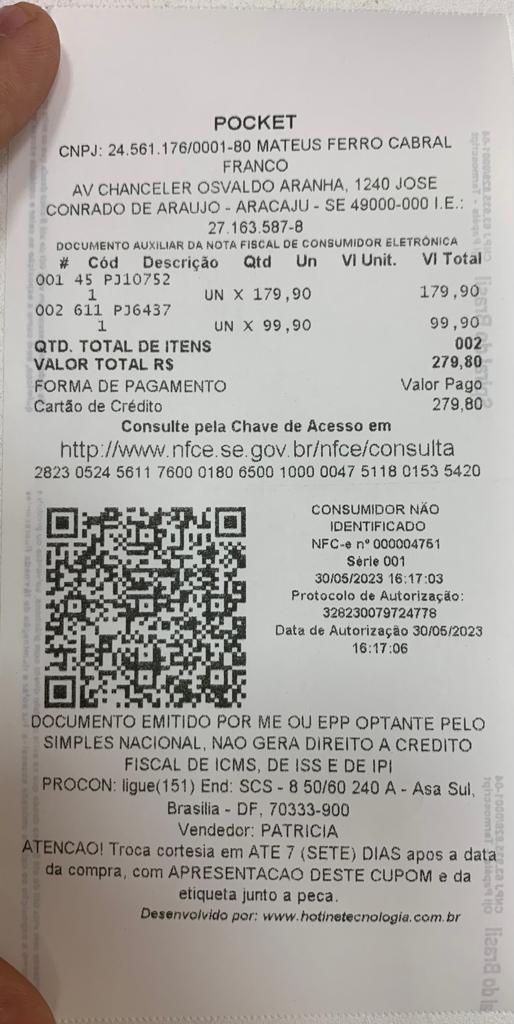 POCKET
CNPJ: 24.561.176/0001-80 MATEUS FERRO CABRAL
FRANCO
AV CHANCELER OSVALDO ARANHA, 1240 JOSE
CONRADO DE ARAUJO - ARACAJU - SE 49000-000 I.E.:
27.163.587-8
DOCUMENTO AUXILIAR DA NOTA FISCAL DE CONSUMIDOR ELETRÔNICA
# Cód Descrição Qtd Un Vl Unit. Vl Total
001 45 PJ10752
1 UN X 179,90 179,90
002 611 PJ6437
1 UN X 99,90 99,90
QTD. TOTAL DE ITENS 002
VALOR TOTAL R$ 279,80
FORMA DE PAGAMENTO Valor Pago
Cartão de Crédito 279,80
Consulte pela Chave de Acesso em
http://www.nfce.se.gov.br/nfce/consulta
2823 0524 5611 7600 0180 6500 1000 0047 5118 0153 5420
CONSUMIDOR NÃO
IDENTIFICADO
NFC-e nº 000004751
Série 001
30/05/2023 16:17:03
Protocolo de Autorização:
328230079724778
Data de Autorização 30/05/2023
16:17:06
DOCUMENTO EMITIDO POR ME OU EPP OPTANTE PELO
SIMPLES NACIONAL, NAO GERA DIREITO A CREDITO
FISCAL DE ICMS, DE ISS E DE IPI
PROCON: ligue(151) End: SCS - 8 50/60 240 A - Asa Sul,
Brasilia - DF, 70333-900
Vendedor: PATRICIA
ATENCAO! Troca cortesia em ATE 7 (SETE) DIAS apos a data
da compra, com APRESENTACAO DESTE CUPOM e da
etiqueta junto a peca.
Desenvolvido por: www.hotinetecnologia.com.br